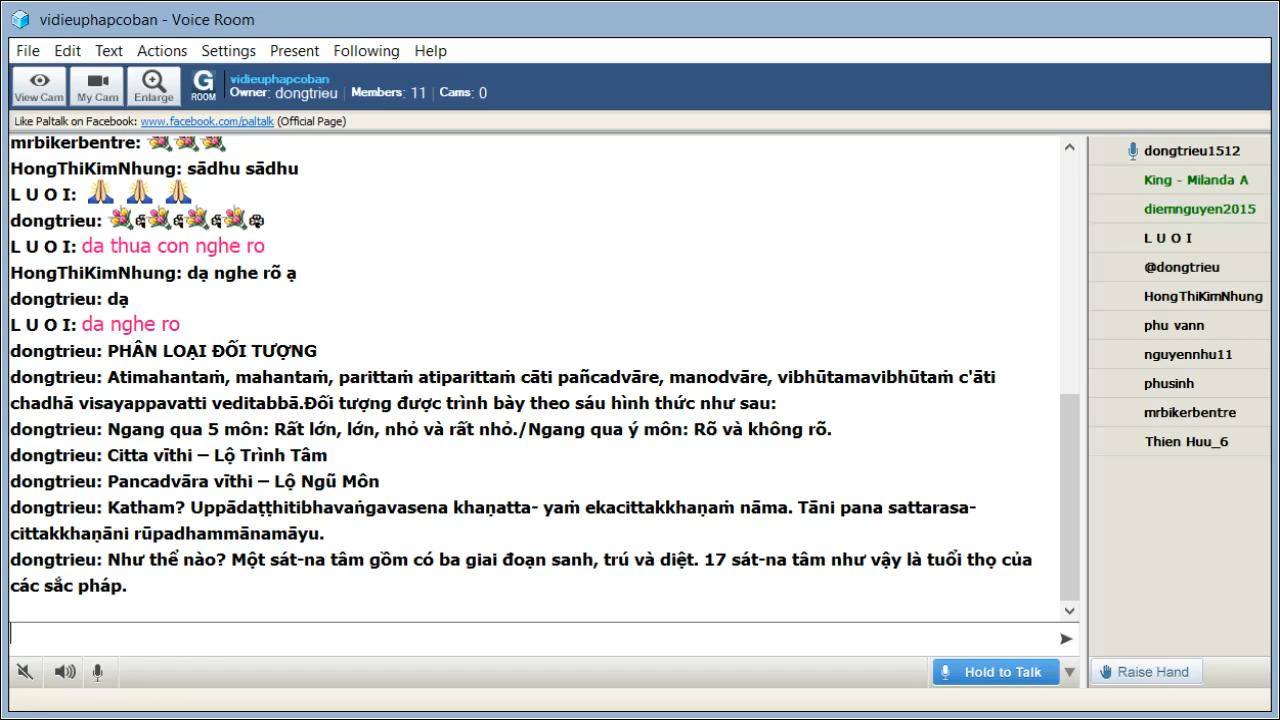 vidieuphapcoban - Voice Room
File Edit Text Actions Settings Present Following Help
View Cam My Cam Enlarge G ROOM
vidieuphapcoban
Owner: dongtrieu | Members: 11 | Cams: 0
Like Paltalk on Facebook: www.facebook.com/paltalk (Official Page)
mrbikerbentre:
HongThiKimNhung: sādhu sādhu
L U O I:
dongtrieu:
L U O I: da thua con nghe ro
HongThiKimNhung: dạ nghe rõ ạ
dongtrieu: dạ
L U O I: da nghe ro
dongtrieu: PHÂN LOẠI ĐỐI TƯỢNG
dongtrieu: Atimahantaṁ, mahantaṁ, parittaṁ atiparittaṁ cāti pañcadvāre, manodvāre, vibhūtamavibhūtaṁ c'āti
chadhā visayappavatti veditabbā.Đối tượng được trình bày theo sáu hình thức như sau:
dongtrieu: Ngang qua 5 môn: Rất lớn, lớn, nhỏ và rất nhỏ./Ngang qua ý môn: Rõ và không rõ.
dongtrieu: Citta vīthi – Lộ Trình Tâm
dongtrieu: Pancadvāra vīthi – Lộ Ngũ Môn
dongtrieu: Katham? Uppādaṭṭhitibhavaṅgavasena khaṇatta- yaṁ ekacittakkhaṇaṁ nāma. Tāni pana sattarasa-
cittakkhaṇāni rūpadhammānamāyu.
dongtrieu: Như thế nào? Một sát-na tâm gồm có ba giai đoạn sanh, trú và diệt. 17 sát-na tâm như vậy là tuổi thọ của
các sắc pháp.
Hold to Talk
dongtrieu1512
King - Milanda A
diemnguyen2015
L U O I
@dongtrieu
HongThiKimNhung
phu vann
nguyennhu11
phusinh
mrbikerbentre
Thien Huu_6
Raise Hand